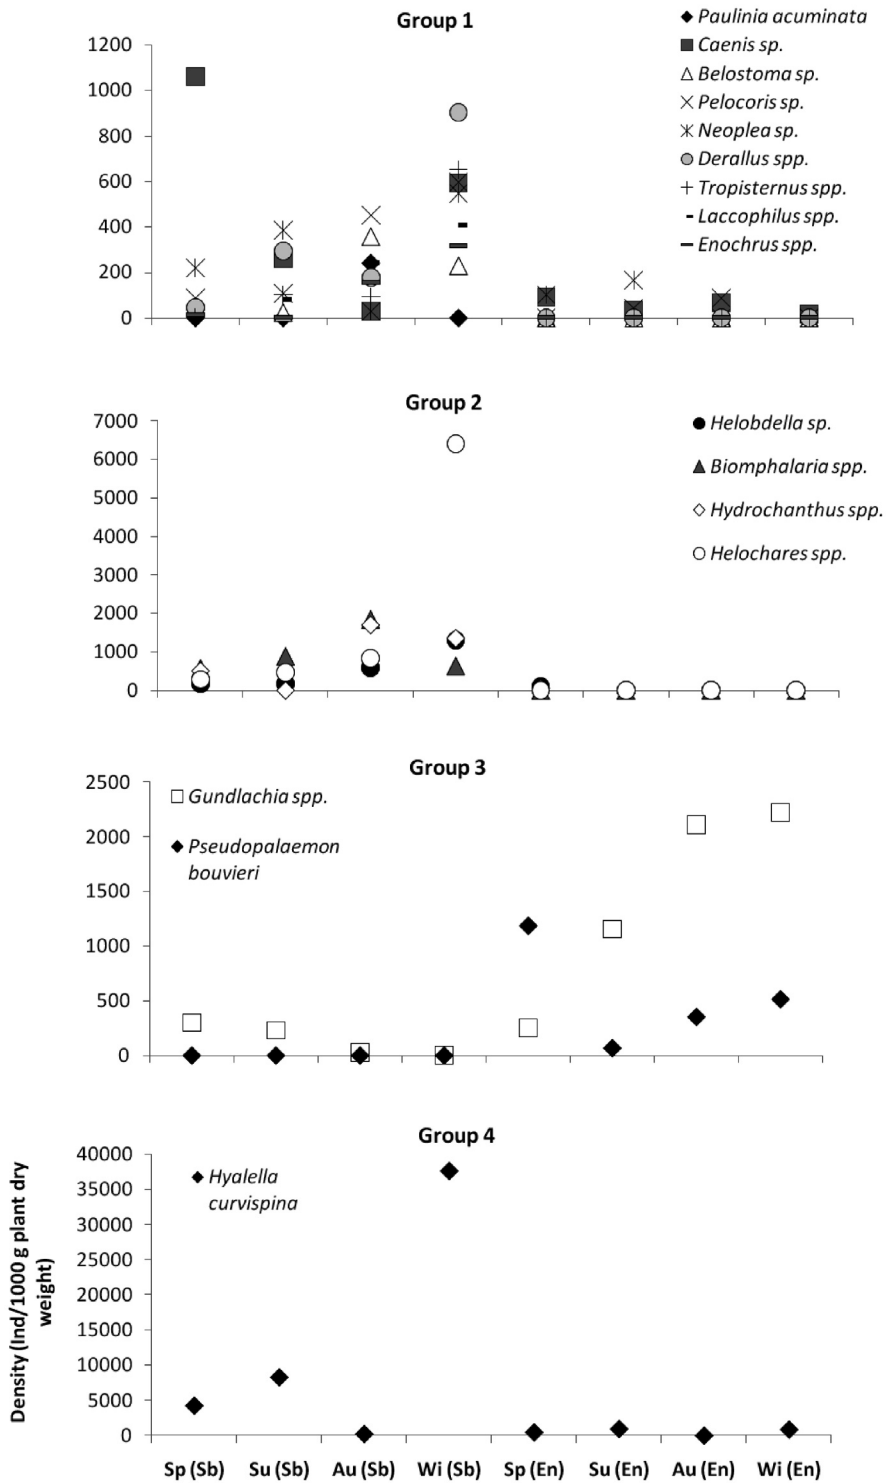 Group 1
1200
1000
800
600
400
200
0
Paulinia acuminata
Caenis sp.
Belostoma sp.
Pelocoris sp.
Neoplea sp.
Derallus spp.
Tropisternus spp.
Laccophilus spp.
Enochrus spp.
Group 2
7000
6000
5000
4000
3000
2000
1000
0
Helobdella sp.
Biomphalaria spp.
Hydrochanthus spp.
Helochares spp.
Group 3
2500
2000
1500
1000
500
0
Gundlachia spp.
Pseudopalaemon
bouvieri
Group 4
Density (Ind/1000 g plant dry
weight)
40000
35000
30000
25000
20000
15000
10000
5000
0
Hyalella
curvispina
Sp (Sb) Su (Sb) Au (Sb) Wi (Sb) Sp (En) Su (En) Au (En) Wi (En)